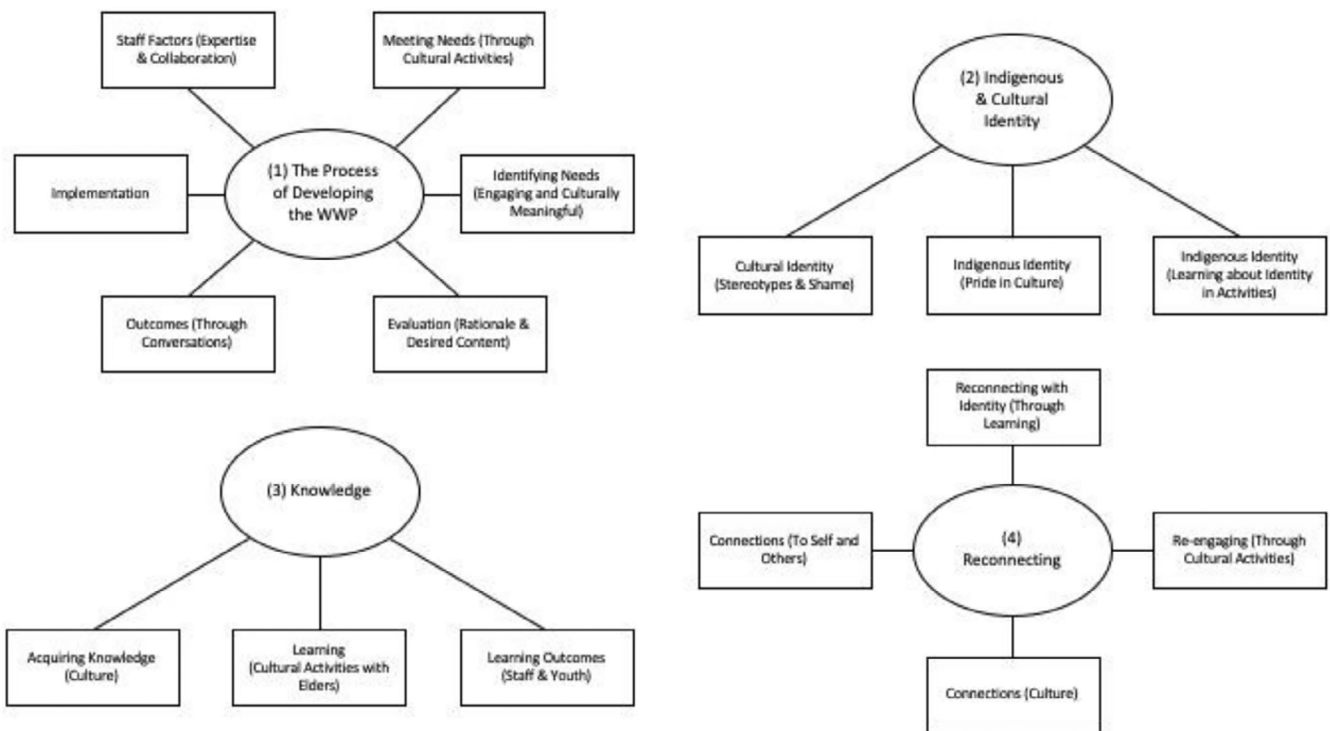 Staff Factors (Expertise
& Collaboration)
Meeting Needs (Through
Cultural Activities)
Implementation
(1) The Process
of Developing
the WWP
Identifying Needs
(Engaging and Culturally
Meaningful)
Outcomes (Through
Conversations)
Evaluation (Rationale &
Desired Content)
(2) Indigenous
& Cultural
Identity
Cultural Identity
(Stereotypes & Shame)
Indigenous Identity
(Pride in Culture)
Indigenous Identity
(Learning about Identity
in Activities)
(3) Knowledge
Acquiring Knowledge
(Culture)
Learning
(Cultural Activities with
Elders)
Learning Outcomes
(Staff & Youth)
Reconnecting with
Identity (Through
Learning)
Connections (To Self and
Others)
(4)
Reconnecting
Re-engaging (Through
Cultural Activities)
Connections (Culture)